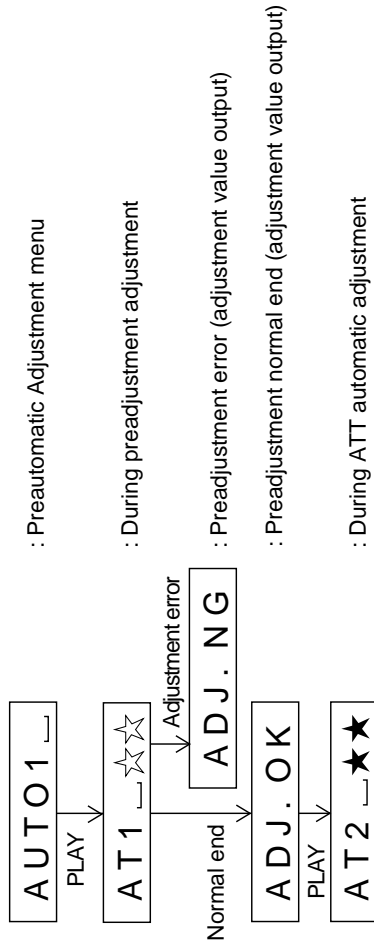 AUTO1 ⎵ : Preautomatic Adjustment menu
PLAY
AT1 ⎵☆☆ : During preadjustment adjustment
Adjustment error
ADJ. NG : Preadjustment error (adjustment value output)
Normal end
ADJ. OK : Preadjustment normal end (adjustment value output)
PLAY
AT2 ⎵★★ : During ATT automatic adjustment